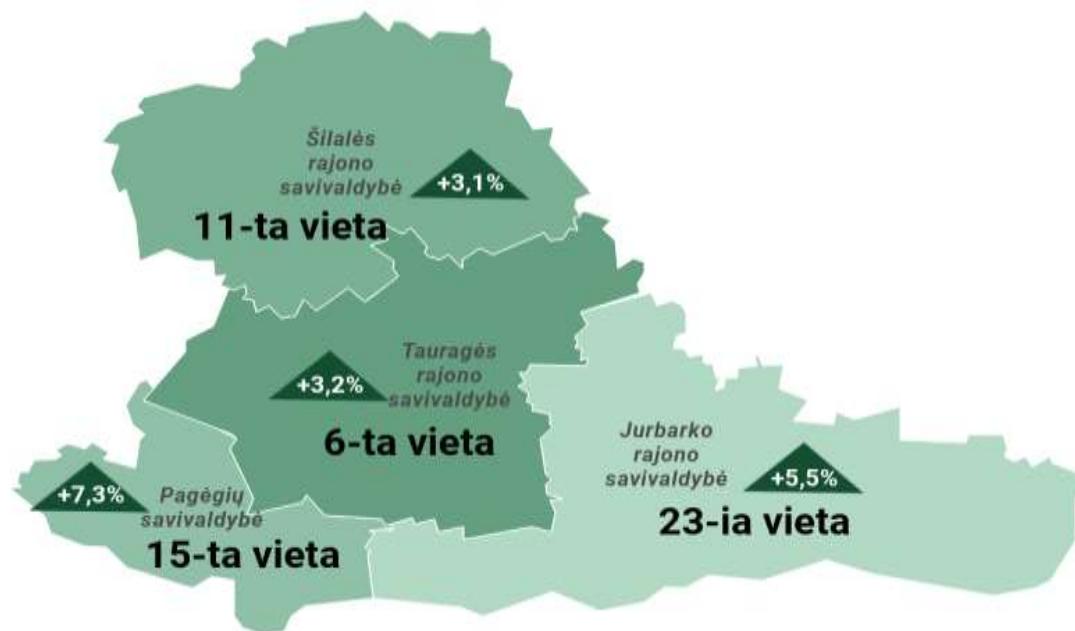 Šilalės
rajono
savivaldybė
+3,1%
11-ta vieta
Tauragės
rajono
savivaldybė
+3,2%
6-ta vieta
Jurbarko
rajono
savivaldybė
+5,5%
23-ia vieta
+7,3%
Pagėgių
savivaldybė
15-ta vieta